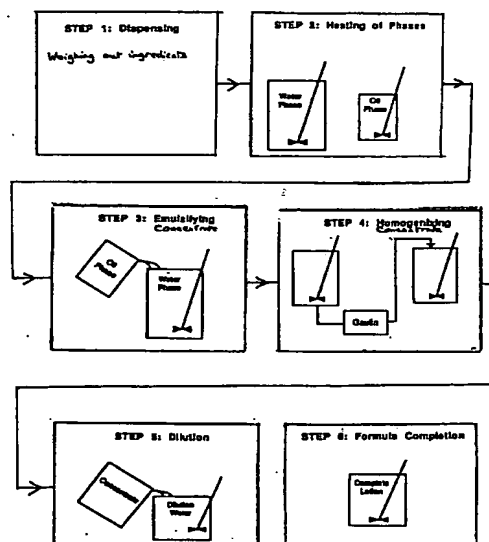 STEP 1: Dispensing
Weighing out ingredients
STEP 2: Heating of Phases
Water
Phase
Oil
Phase
STEP 3: Emulsifying
Concentrate
Oil
Phase
Water
Phase
STEP 4: Homogenizing
Concentrate
Gaulin
STEP 5: Dilution
Concentrate
Dilution
Water
STEP 6: Formula Completion
Complete
Lotion